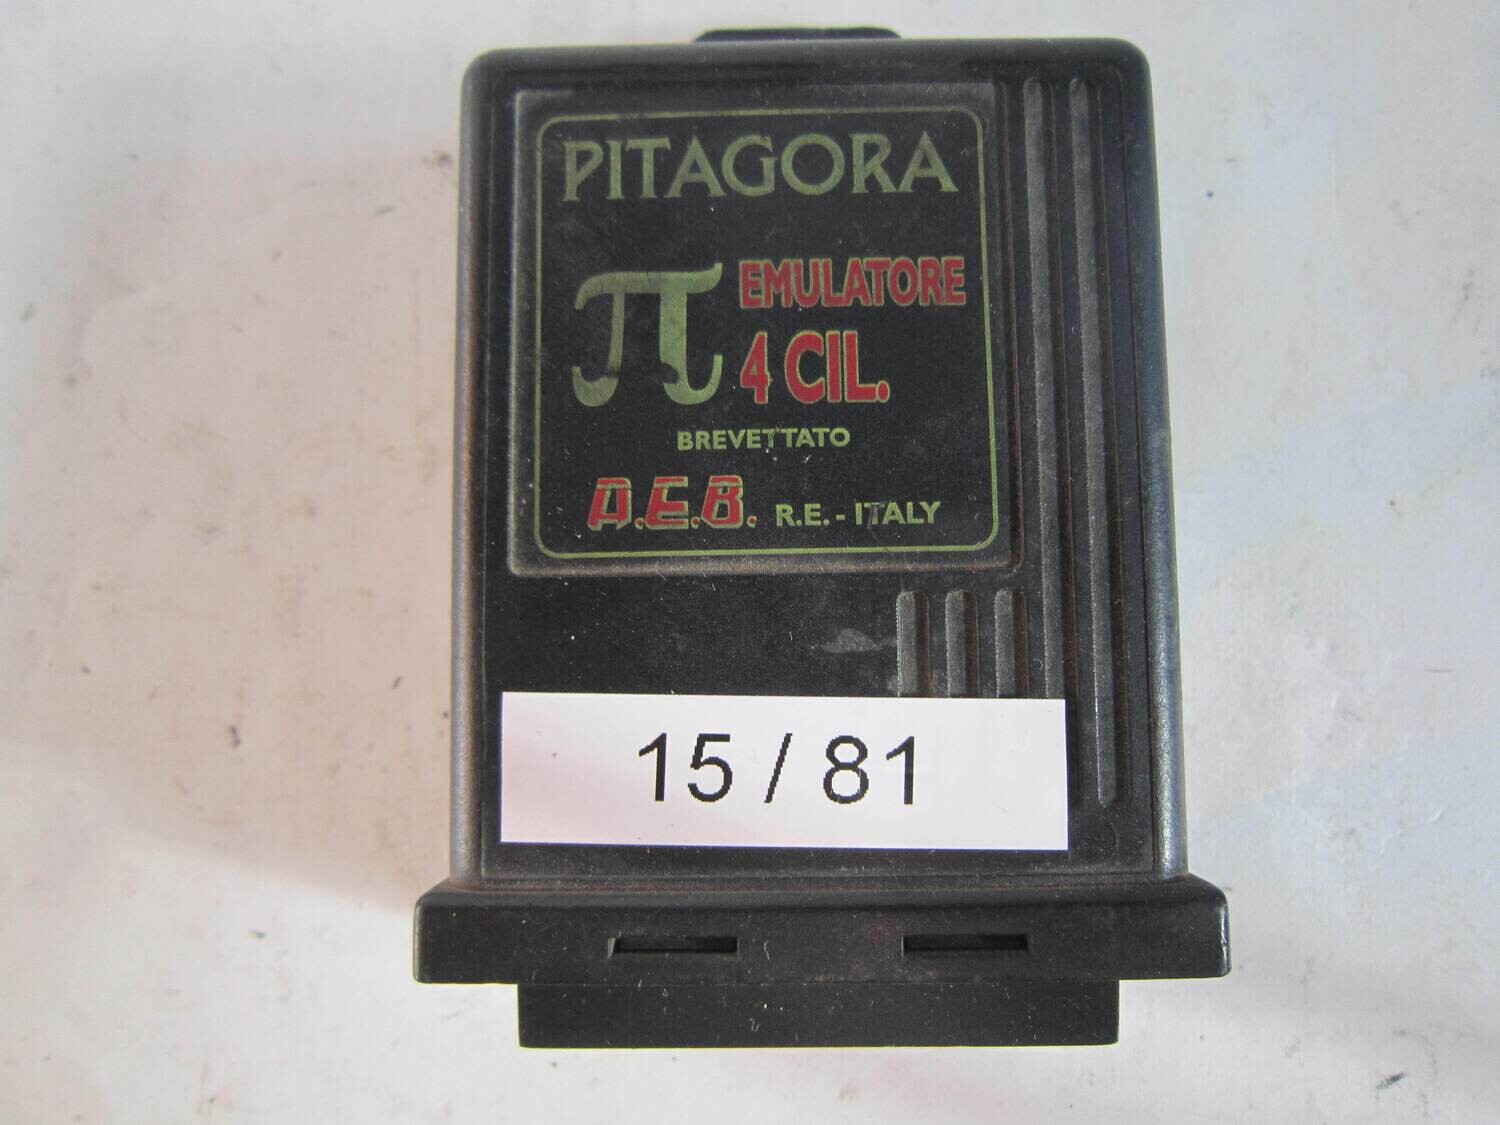 PITAGORA
π EMULATORE
4 CIL.
BREVETTATO
A.E.B. R.E. - ITALY
15 / 81